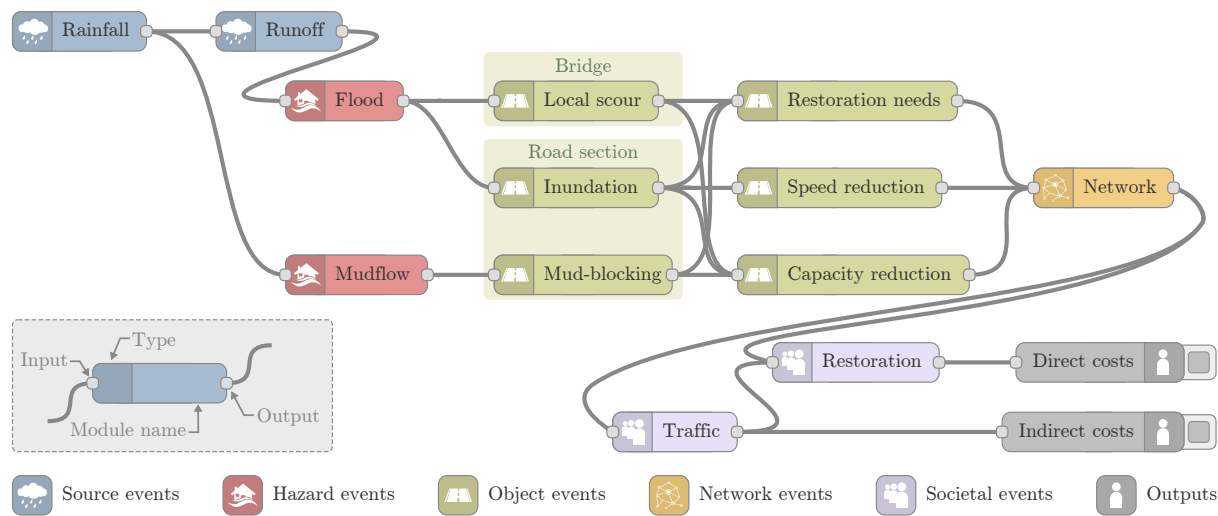 Rainfall
Runoff
Flood
Bridge
Local scour
Restoration needs
Road section
Inundation
Speed reduction
Network
Mudflow
Mud-blocking
Capacity reduction
Type
Input
Output
Module name
Restoration
Direct costs
Traffic
Indirect costs
Source events
Hazard events
Object events
Network events
Societal events
Outputs